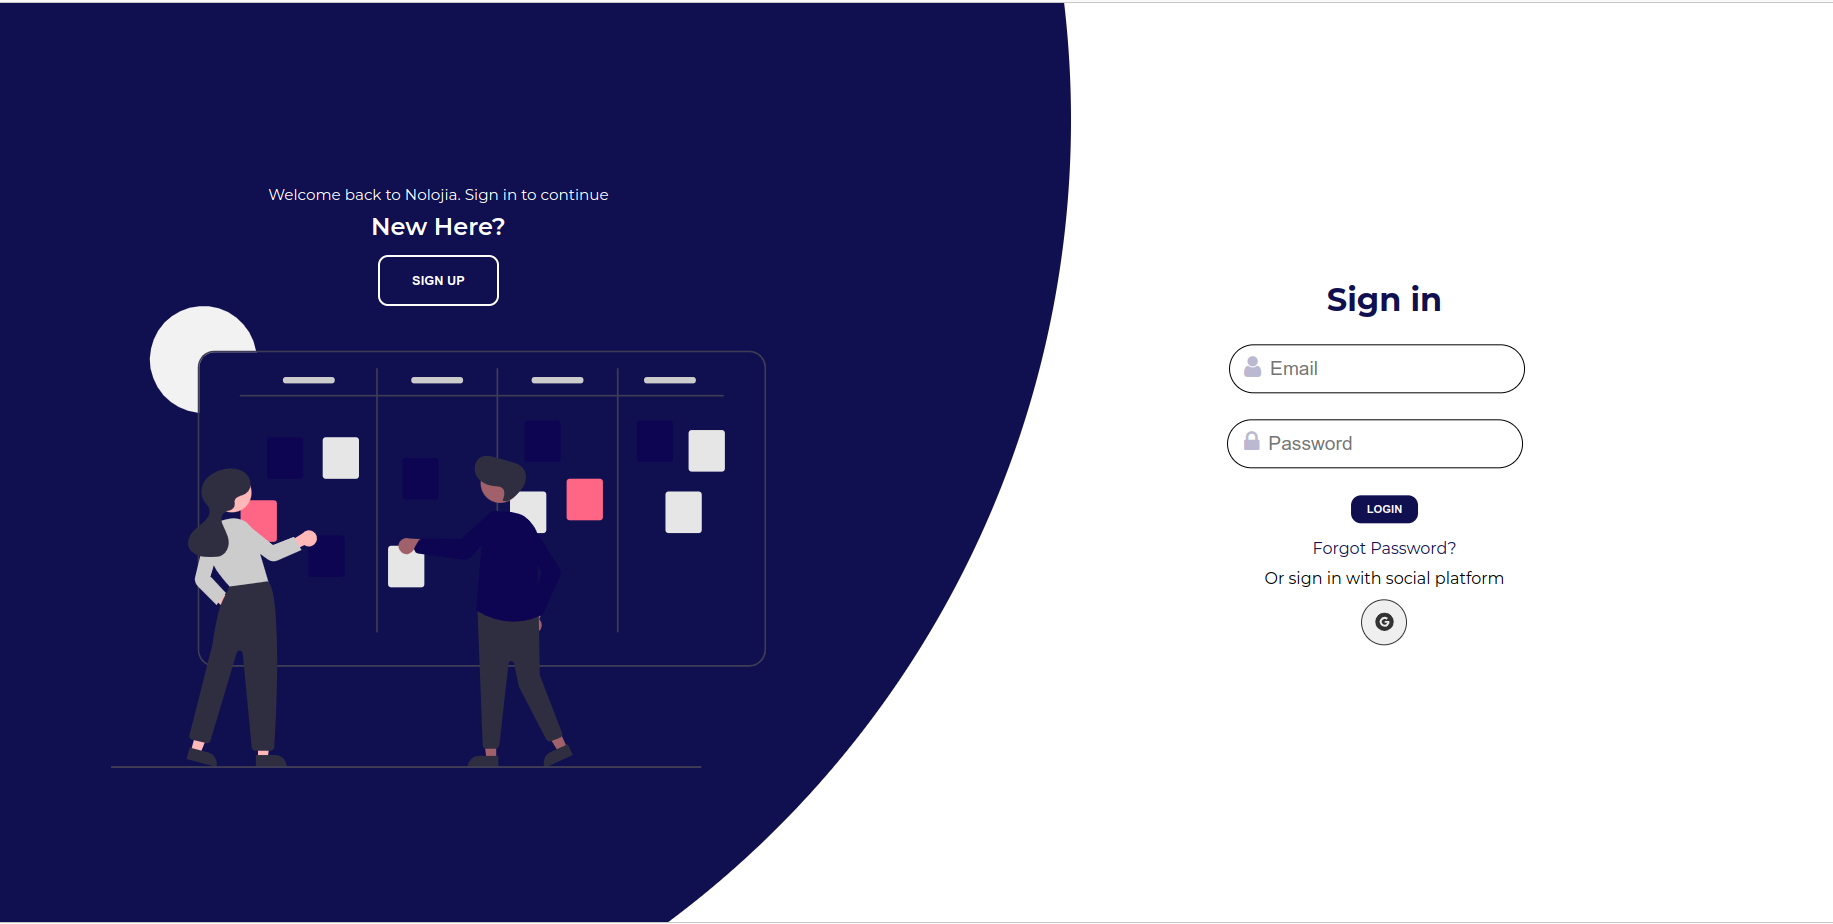 Welcome back to Nolojia. Sign in to continue
New Here?
SIGN UP
Sign in
Email
Password
LOGIN
Forgot Password?
Or sign in with social platform
G